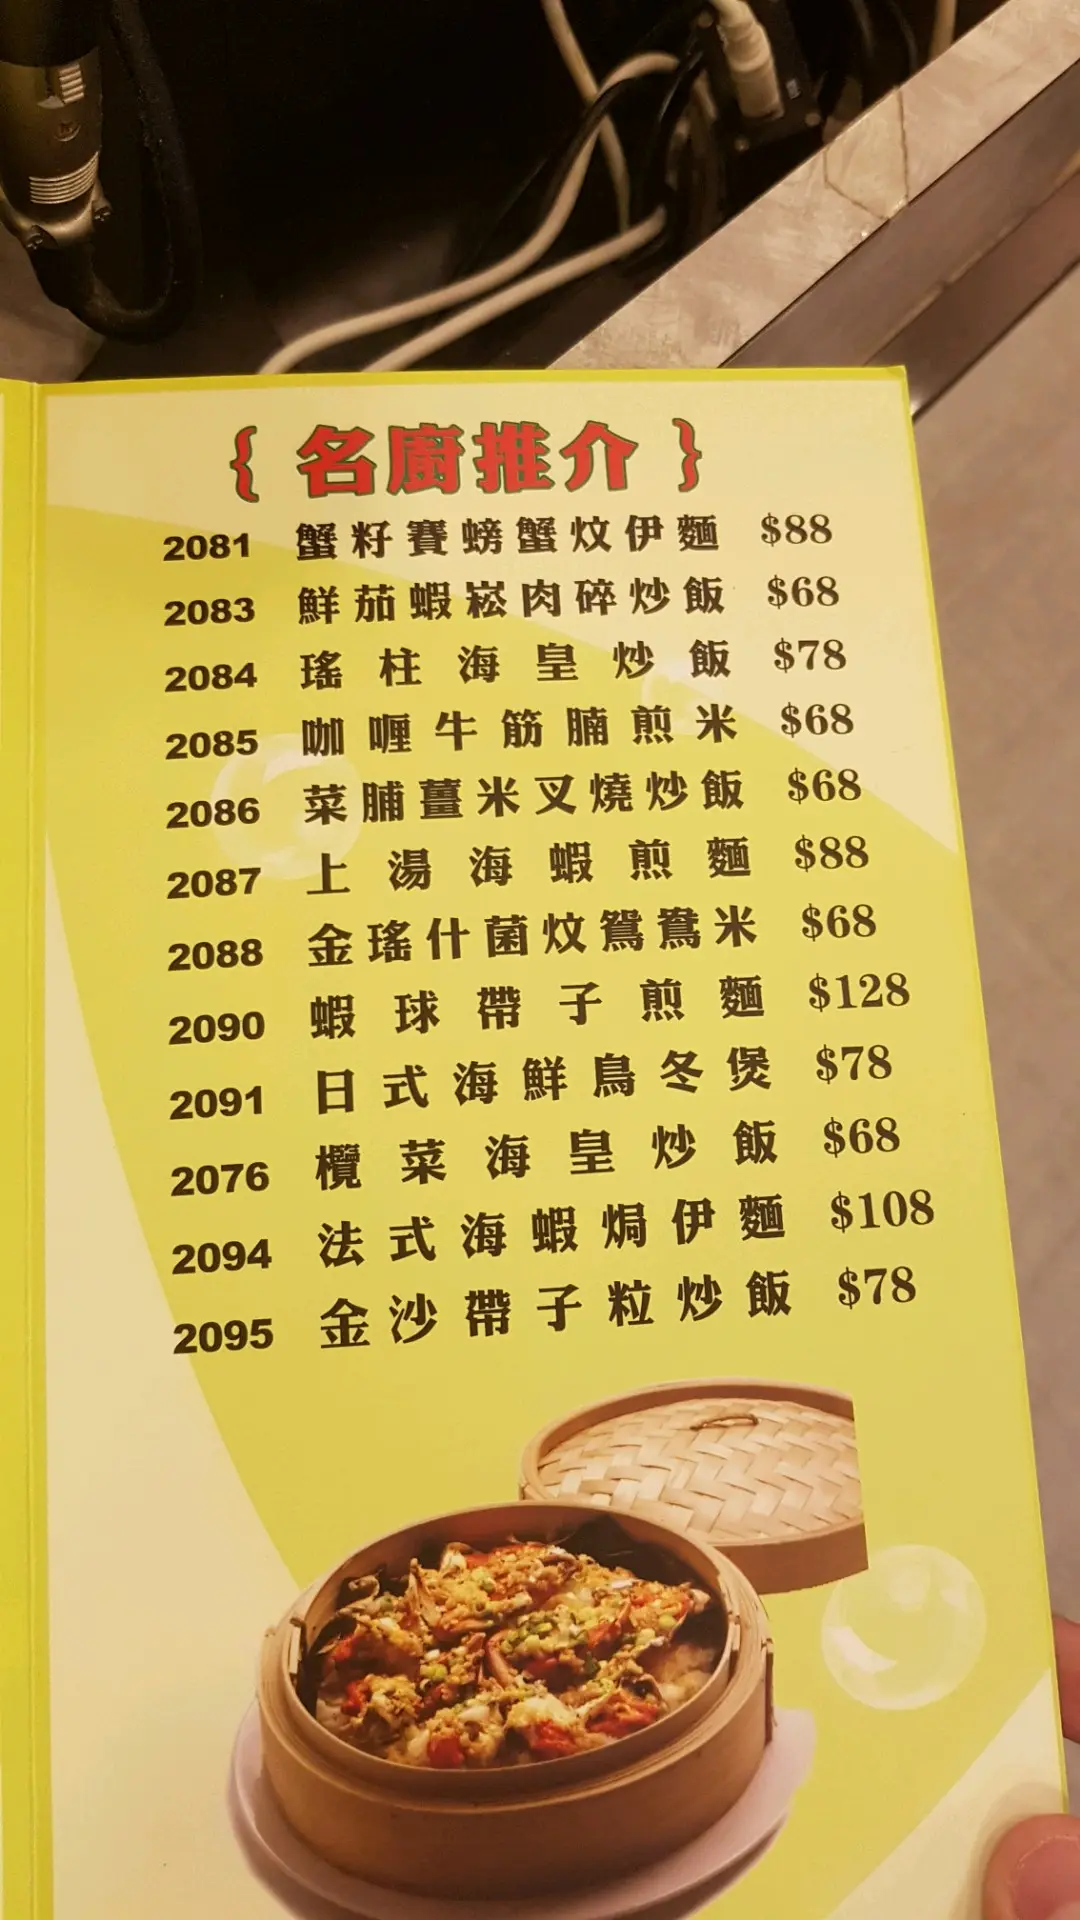 { 名廚推介 }
2081 蟹籽賽螃蟹炆伊麵 $88
2083 鮮茄蝦崧肉碎炒飯 $68
2084 瑤柱海皇炒飯 $78
2085 咖喱牛筋腩煎米 $68
2086 菜脯薑米叉燒炒飯 $68
2087 上湯海蝦煎麵 $88
2088 金瑤什菌炆鴛鴦米 $68
2090 蝦球帶子煎麵 $128
2091 日式海鮮鳥冬煲 $78
2076 欖菜海皇炒飯 $68
2094 法式海蝦焗伊麵 $108
2095 金沙帶子粒炒飯 $78